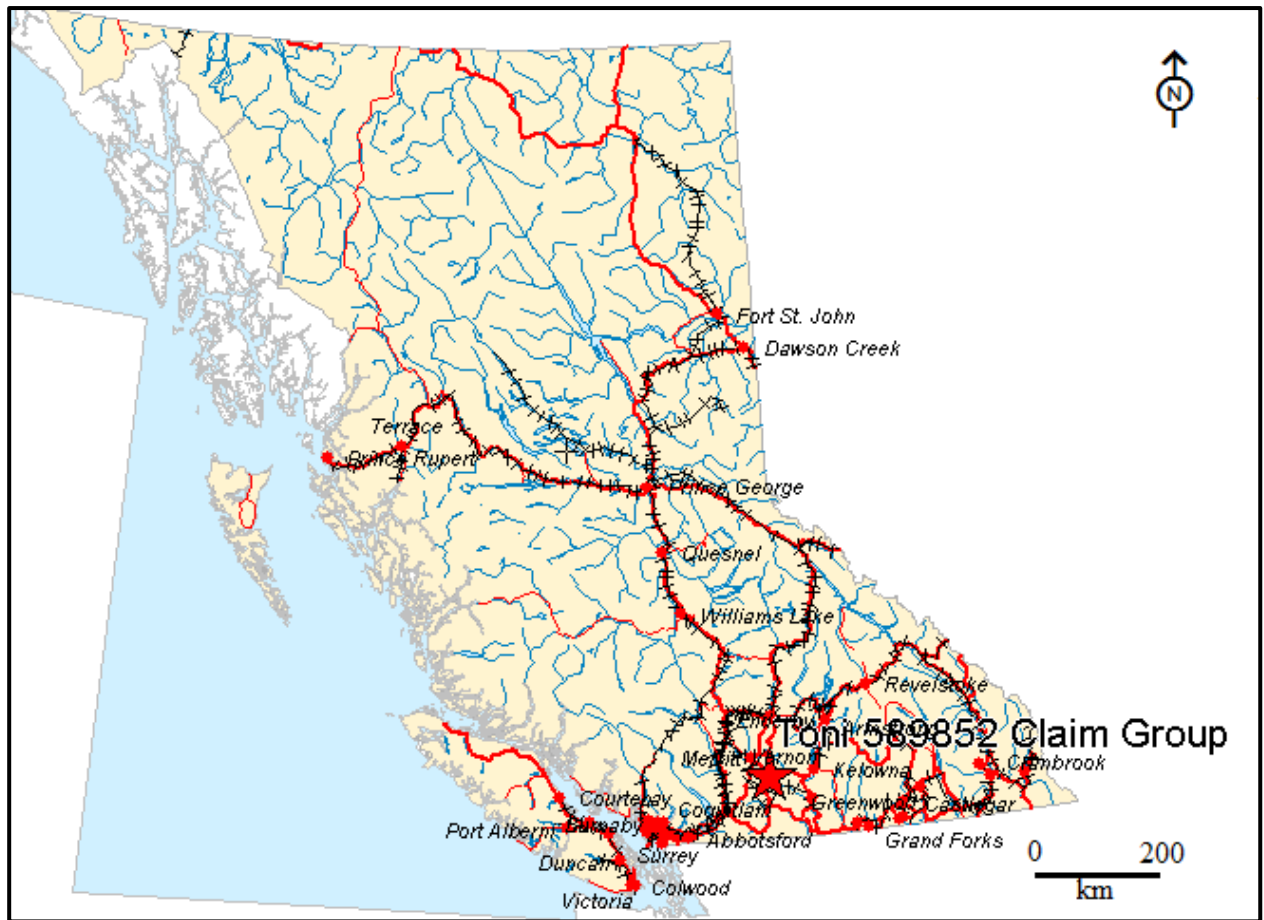 N
Fort St. John
Dawson Creek
Terrace
Prince Rupert
Prince George
Quesnel
Williams Lake
Revelstoke
Enderby
Armstrong
Toni 589852 Claim Group
Merritt
Vernon
Kelowna
Cranbrook
Courtenay
Coquitlam
Greenwood
Castlegar
Port Alberni
Burnaby
Abbotsford
Grand Forks
Duncan
Surrey
Colwood
Victoria
0 200
km